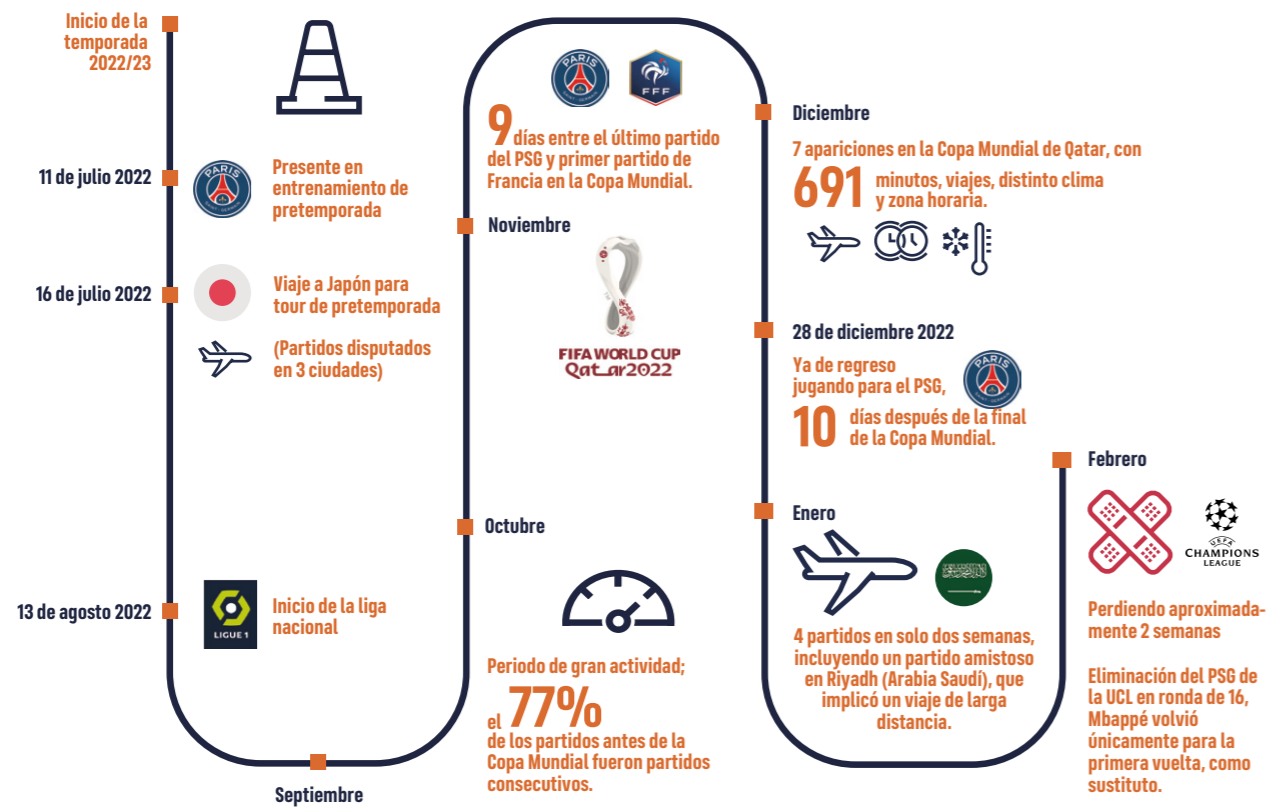 Inicio de la
temporada
2022/23
11 de julio 2022
PARIS
SAINT-GERMAIN
Presente en
entrenamiento de
pretemporada
16 de julio 2022
Viaje a Japón para
tour de pretemporada
(Partidos disputados
en 3 ciudades)
13 de agosto 2022
LIGUE 1
Inicio de la liga
nacional
Septiembre
Octubre
Periodo de gran actividad;
el 77%
de los partidos antes de la
Copa Mundial fueron partidos
consecutivos.
Noviembre
FIFA WORLD CUP
Qatar2022
PARIS
SAINT-GERMAIN
FFF
9 días entre el último partido
del PSG y primer partido de
Francia en la Copa Mundial.
Diciembre
7 apariciones en la Copa Mundial de Qatar, con
691 minutos, viajes, distinto clima
y zona horaria.
28 de diciembre 2022
Ya de regreso
jugando para el PSG,
PARIS
SAINT-GERMAIN
10 días después de la final
de la Copa Mundial.
Enero
4 partidos en solo dos semanas,
incluyendo un partido amistoso
en Riyadh (Arabia Saudí), que
implicó un viaje de larga
distancia.
Febrero
UEFA
CHAMPIONS
LEAGUE
Perdiendo aproximada-
mente 2 semanas
Eliminación del PSG de
la UCL en ronda de 16,
Mbappé volvió
únicamente para la
primera vuelta, como
sustituto.